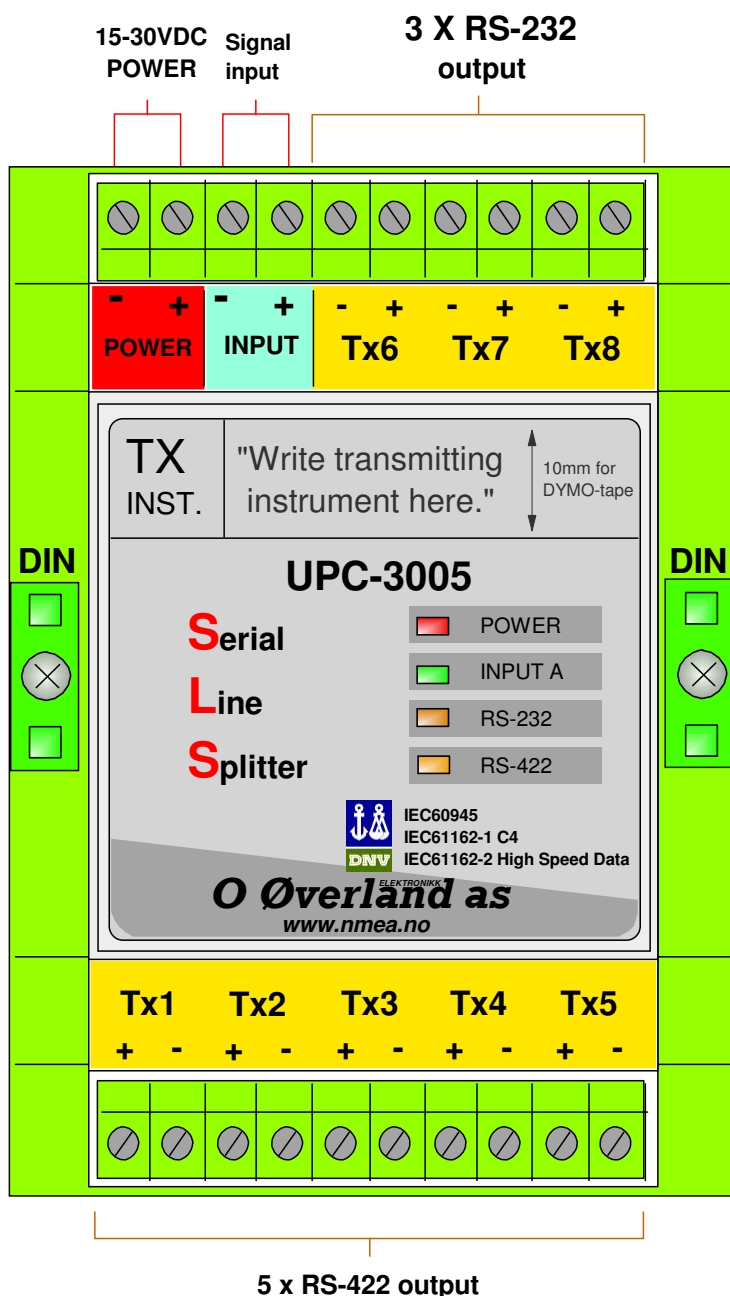 15-30VDC
POWER
Signal
input
3 X RS-232
output
- + - + - + - + - +
POWER INPUT Tx6 Tx7 Tx8
TX
INST.
"Write transmitting
instrument here."
10mm for
DYMO-tape
DIN DIN
UPC-3005
Serial
Line
Splitter
POWER
INPUT A
RS-232
RS-422
IEC60945
IEC61162-1 C4
DNV IEC61162-2 High Speed Data
ELEKTRONIKK
O Øverland as
www.nmea.no
Tx1 Tx2 Tx3 Tx4 Tx5
+ - + - + - + - + -
5 x RS-422 output